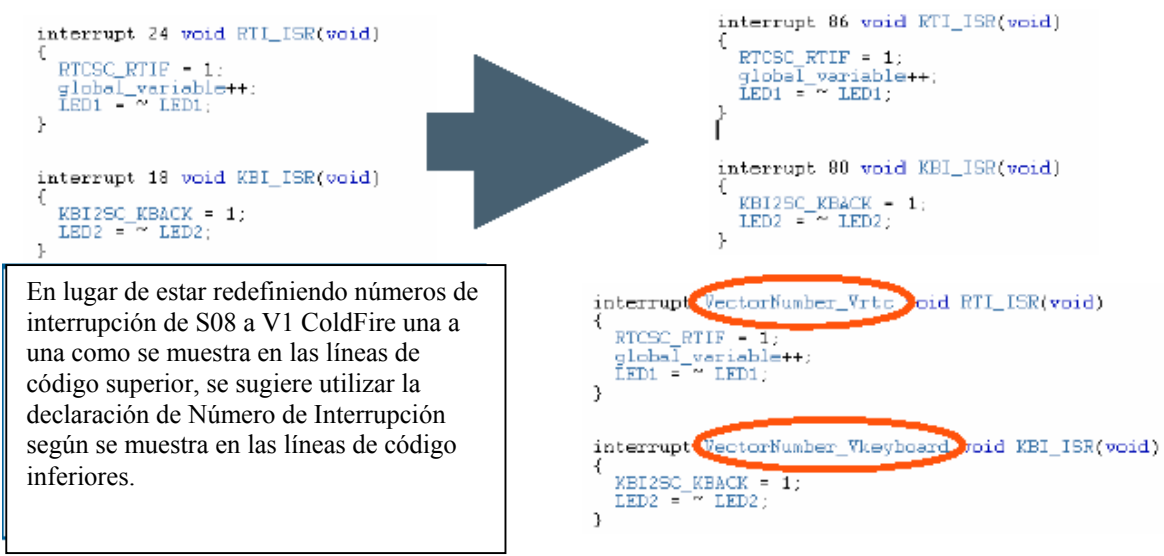 interrupt 24 void RTI_ISR(void)
{
RTCSC_RTIF = 1;
global_variable++;
LED1 = ~ LED1;
}
interrupt 18 void KBI_ISR(void)
{
KBI2SC_KBACK = 1;
LED2 = ~ LED2;
}
interrupt 86 void RTI_ISR(void)
{
RTCSC_RTIF = 1;
global_variable++;
LED1 = ~ LED1;
}
interrupt 80 void KBI_ISR(void)
{
KBI2SC_KBACK = 1;
LED2 = ~ LED2;
}
En lugar de estar redefiniendo números de
interrupción de S08 a V1 ColdFire una a
una como se muestra en las líneas de
código superior, se sugiere utilizar la
declaración de Número de Interrupción
según se muestra en las líneas de código
inferiores.
interrupt VectorNumber_Vrtc void RTI_ISR(void)
{
RTCSC_RTIF = 1;
global_variable++;
LED1 = ~ LED1;
}
interrupt VectorNumber_Vkeyboard void KBI_ISR(void)
{
KBI2SC_KBACK = 1;
LED2 = ~ LED2;
}